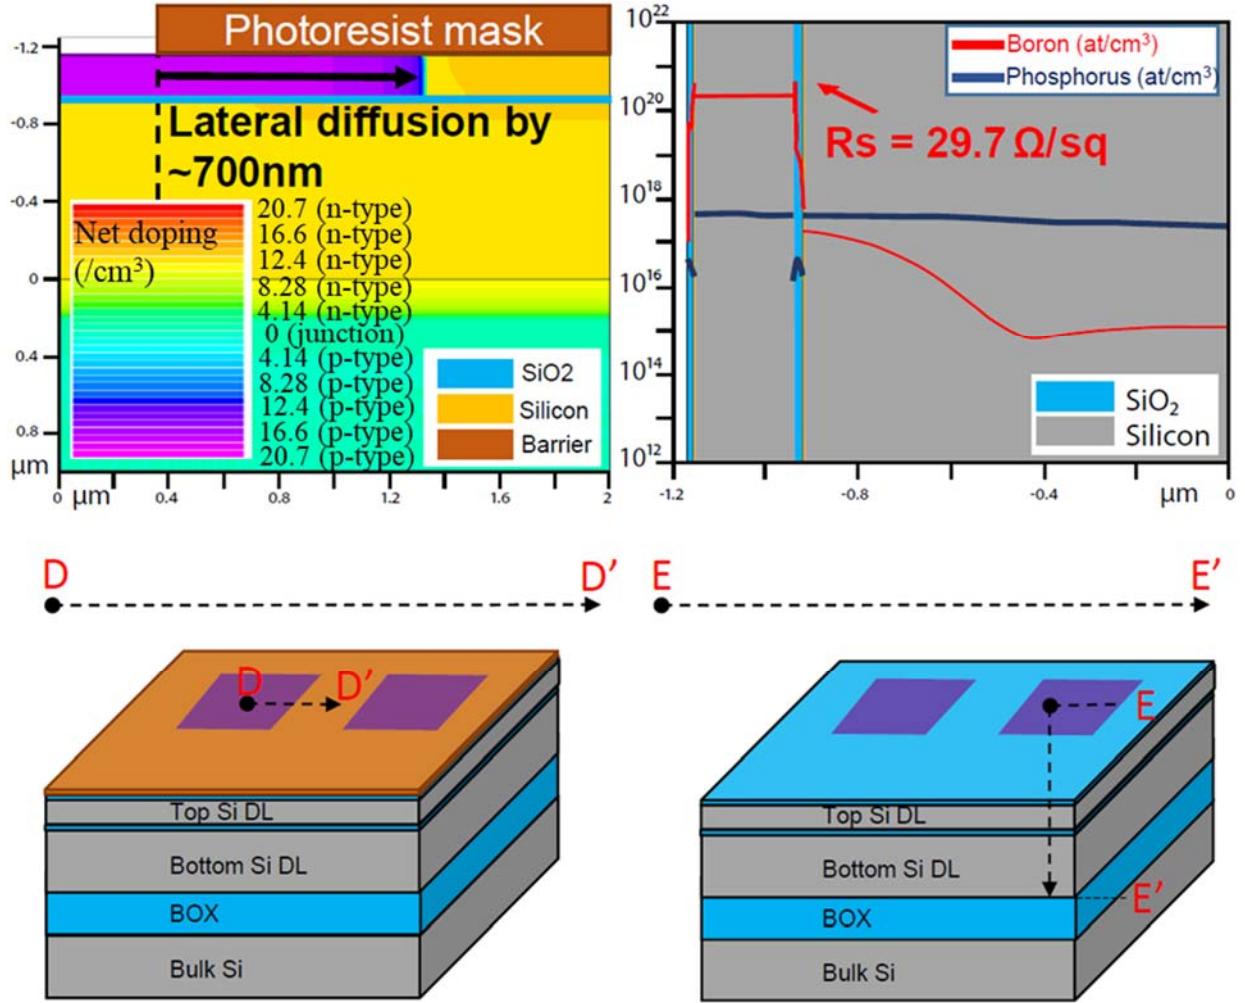 Photoresist mask
-1.2
-0.8
-0.4
0
0.4
0.8
μm
Lateral diffusion by
~700nm
Net doping
(/cm³)
20.7 (n-type)
16.6 (n-type)
12.4 (n-type)
8.28 (n-type)
4.14 (n-type)
0 (junction)
4.14 (p-type)
8.28 (p-type)
12.4 (p-type)
16.6 (p-type)
20.7 (p-type)
SiO2
Silicon
Barrier
0 μm 0.4 0.8 1.2 1.6 2
10²²
10²⁰
10¹⁸
10¹⁶
10¹⁴
10¹²
Boron (at/cm³)
Phosphorus (at/cm³)
Rs = 29.7 Ω/sq
SiO₂
Silicon
-1.2 -0.8 -0.4 μm 0
D D’
D D’
Top Si DL
Bottom Si DL
BOX
Bulk Si
E E’
E
Top Si DL
Bottom Si DL
E’
BOX
Bulk Si